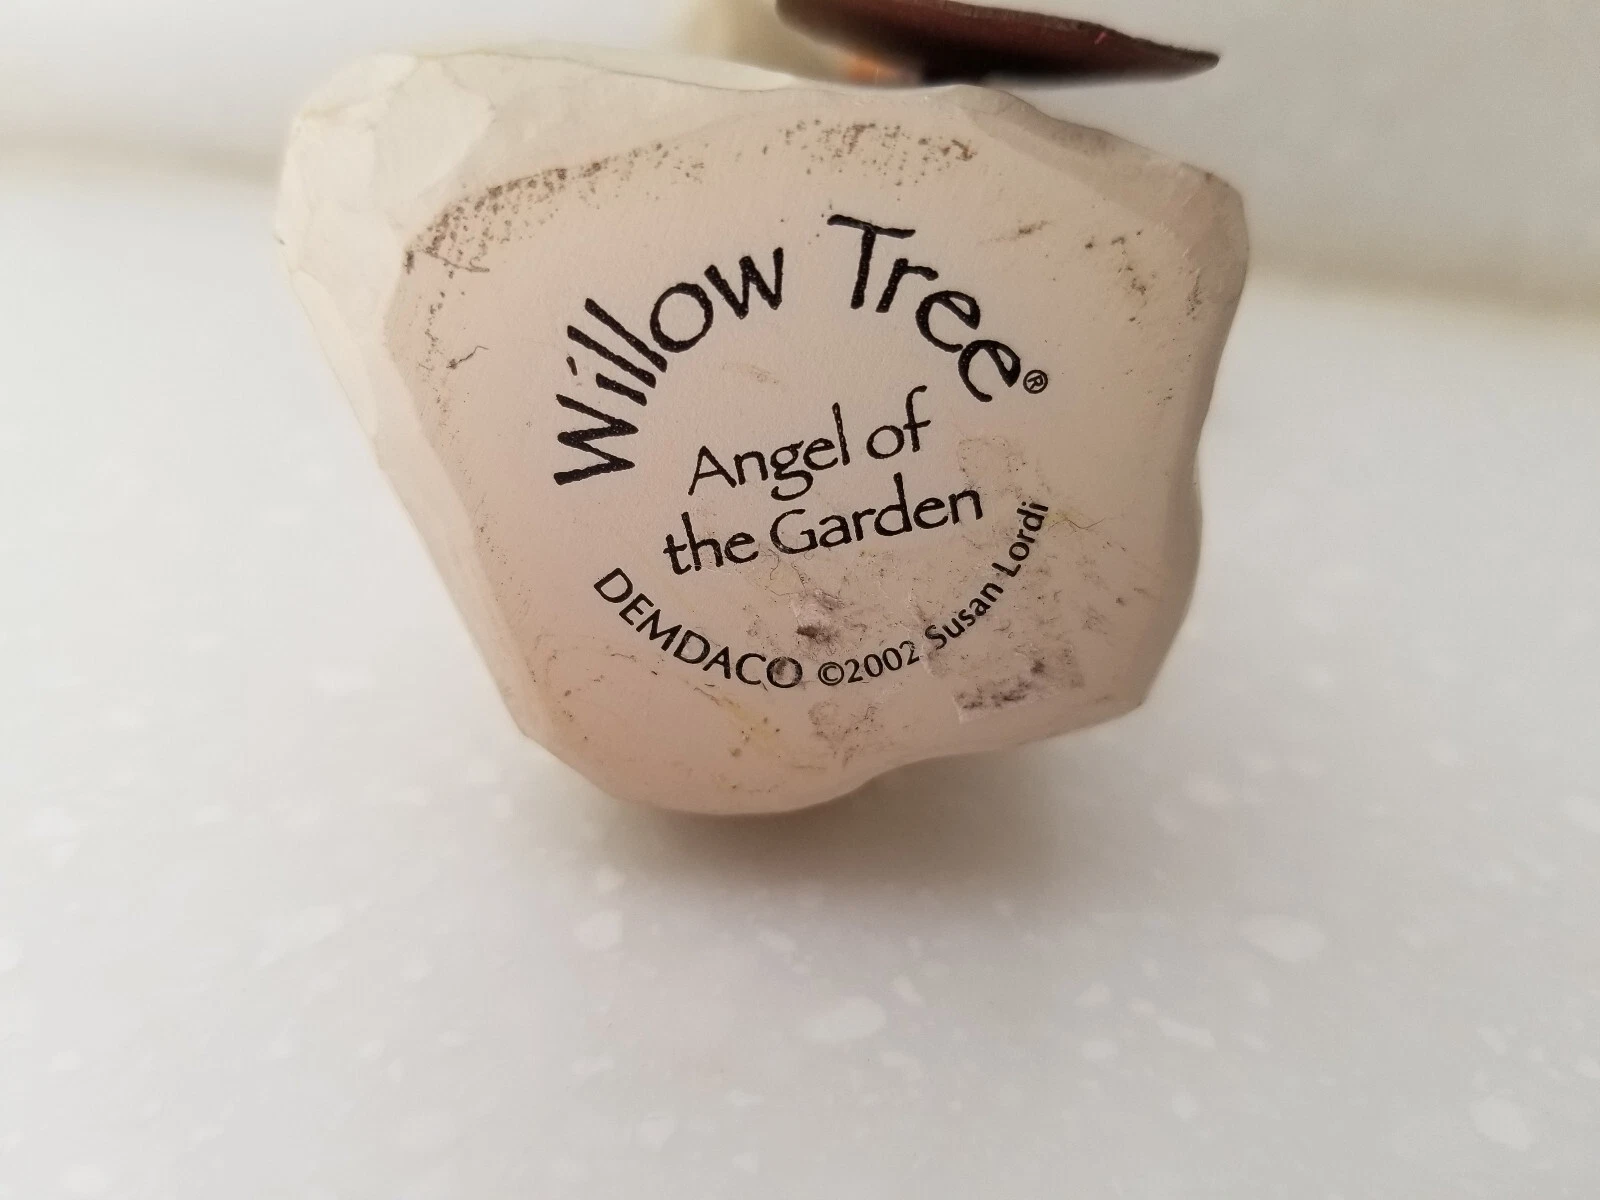 Willow Tree®
Angel of
the Garden
DEMDACO ©2002 Susan Lordi